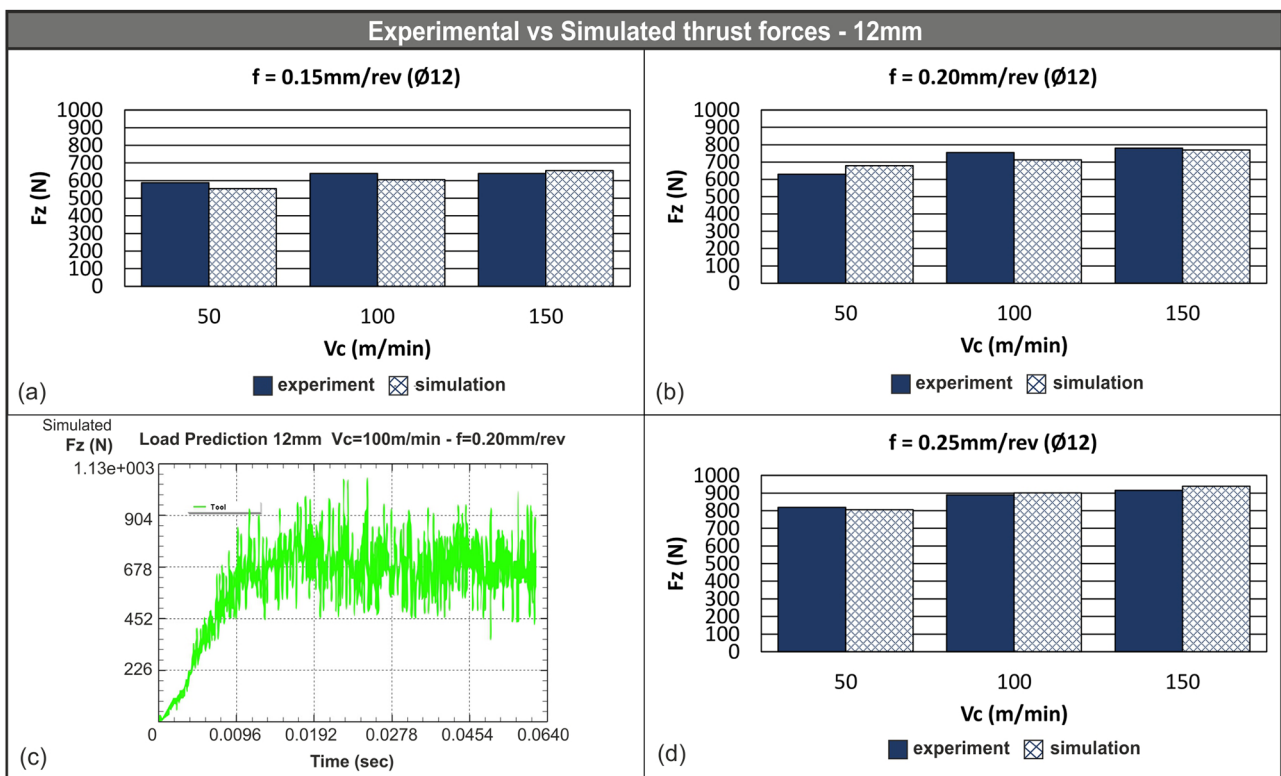 Experimental vs Simulated thrust forces - 12mm
f = 0.15mm/rev (Ø12)
1000
900
800
700
600
500
400
300
200
100
0
Fz (N)
50 100 150
Vc (m/min)
experiment simulation
(a)
f = 0.20mm/rev (Ø12)
1000
900
800
700
600
500
400
300
200
100
0
Fz (N)
50 100 150
Vc (m/min)
experiment simulation
(b)
Simulated
Fz (N)
Load Prediction 12mm Vc=100m/min - f=0.20mm/rev
1.13e+003
Tool
904
678
452
226
0 0.0096 0.0192 0.0278 0.0454 0.0640
Time (sec)
(c)
f = 0.25mm/rev (Ø12)
1000
900
800
700
600
500
400
300
200
100
0
Fz (N)
50 100 150
Vc (m/min)
experiment simulation
(d)